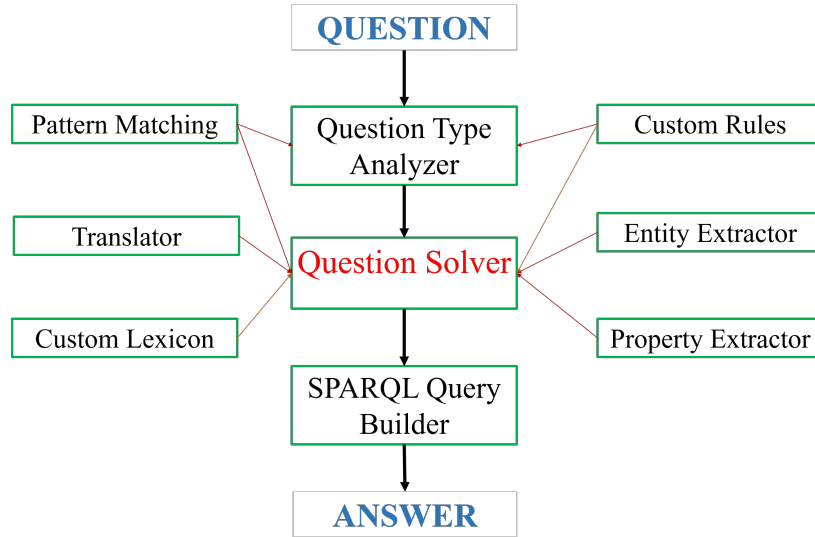 QUESTION
Pattern Matching
Question Type
Analyzer
Custom Rules
Translator
Question Solver
Entity Extractor
Custom Lexicon
Property Extractor
SPARQL Query
Builder
ANSWER